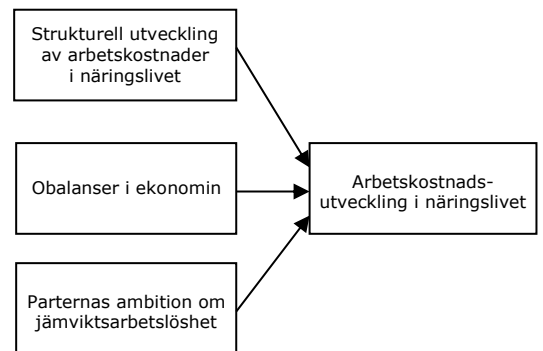 Strukturell utveckling
av arbetskostnader
i näringslivet
Obalanser i ekonomin
Arbetskostnads-
utveckling i näringslivet
Parternas ambition om
jämviktsarbetslöshet